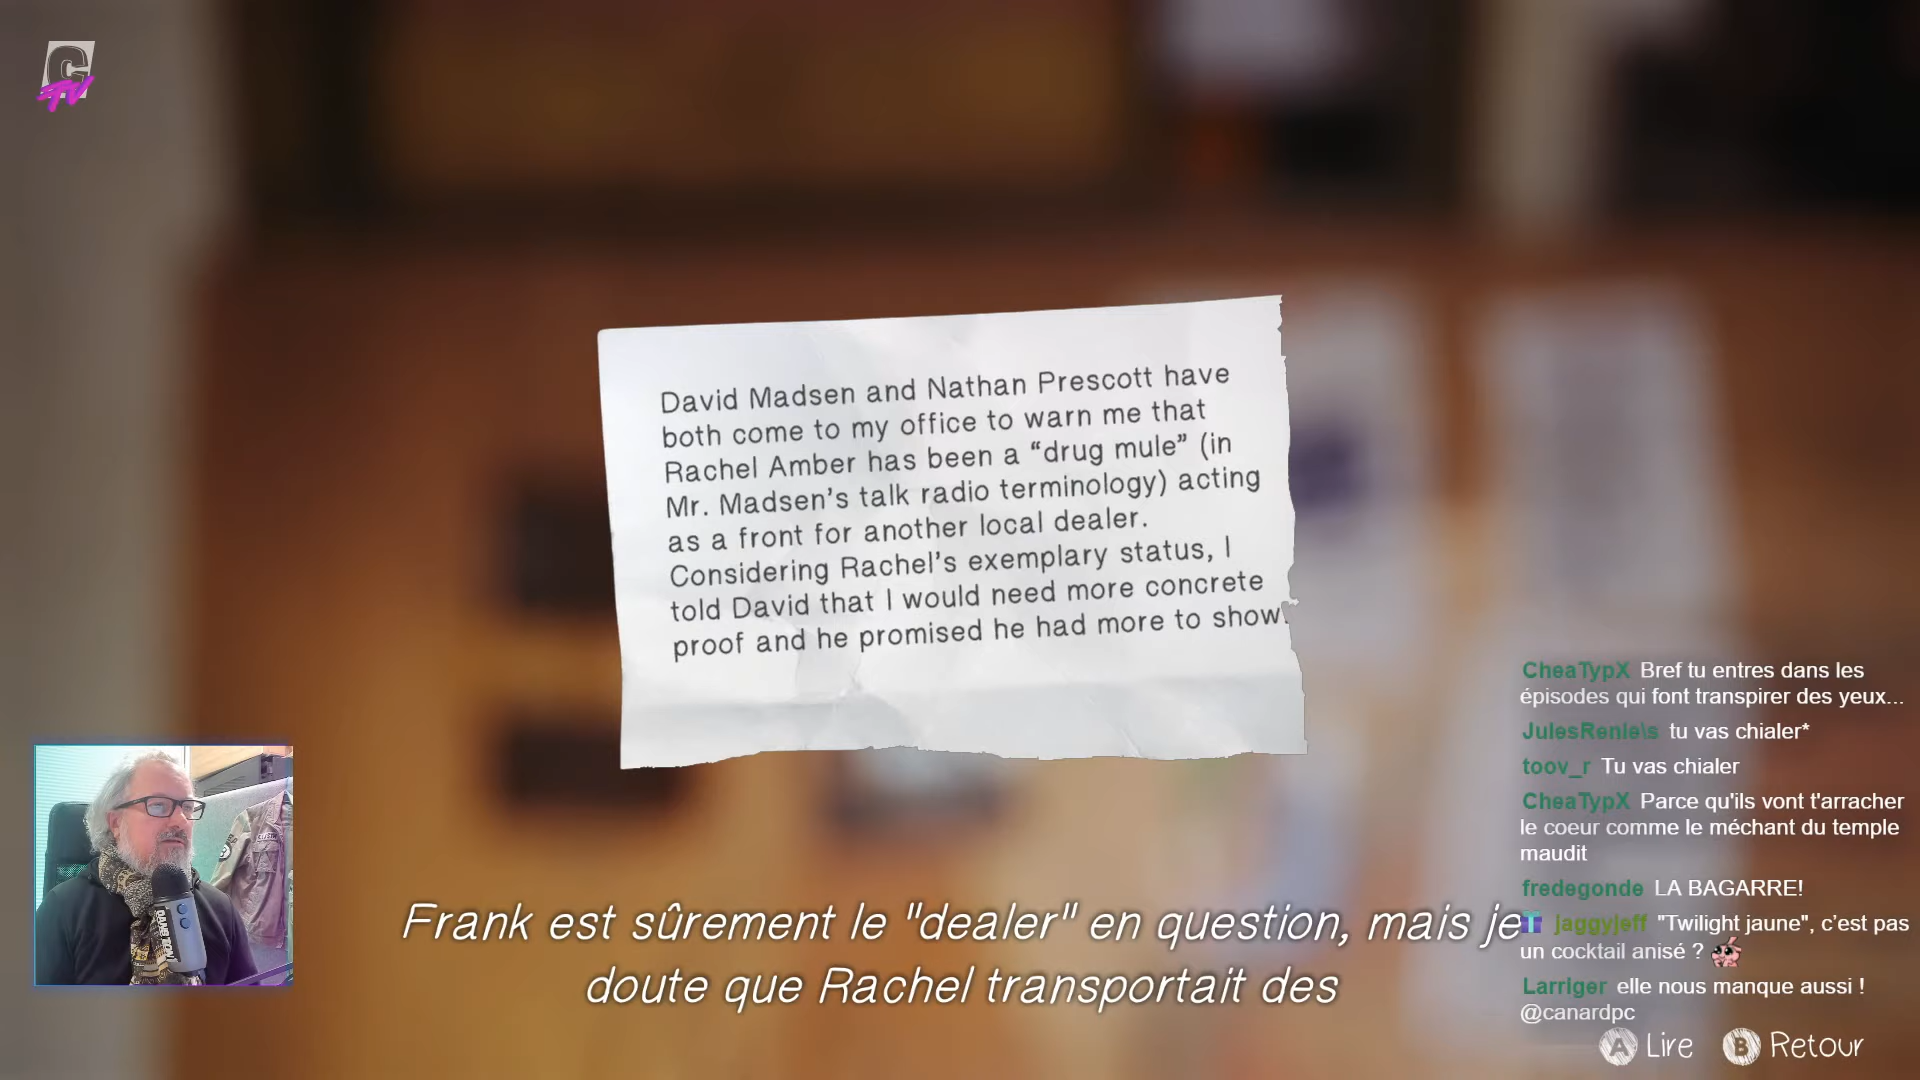 C
TV
David Madsen and Nathan Prescott have
both come to my office to warn me that
Rachel Amber has been a “drug mule” (in
Mr. Madsen’s talk radio terminology) acting
as a front for another local dealer.
Considering Rachel’s exemplary status, I
told David that I would need more concrete
proof and he promised he had more to show.
Frank est sûrement le "dealer" en question, mais je
doute que Rachel transportait des
CheaTypX Bref tu entres dans les
épisodes qui font transpirer des yeux...
tu vas chialer*
toov_r Tu vas chialer
CheaTypX Parce qu'ils vont t'arracher
le coeur comme le méchant du temple
maudit
fredegonde LA BAGARRE!
jaggyjeff "Twilight jaune", c’est pas
un cocktail anisé ?
Larriger elle nous manque aussi !
@canardpc
A Lire B Retour